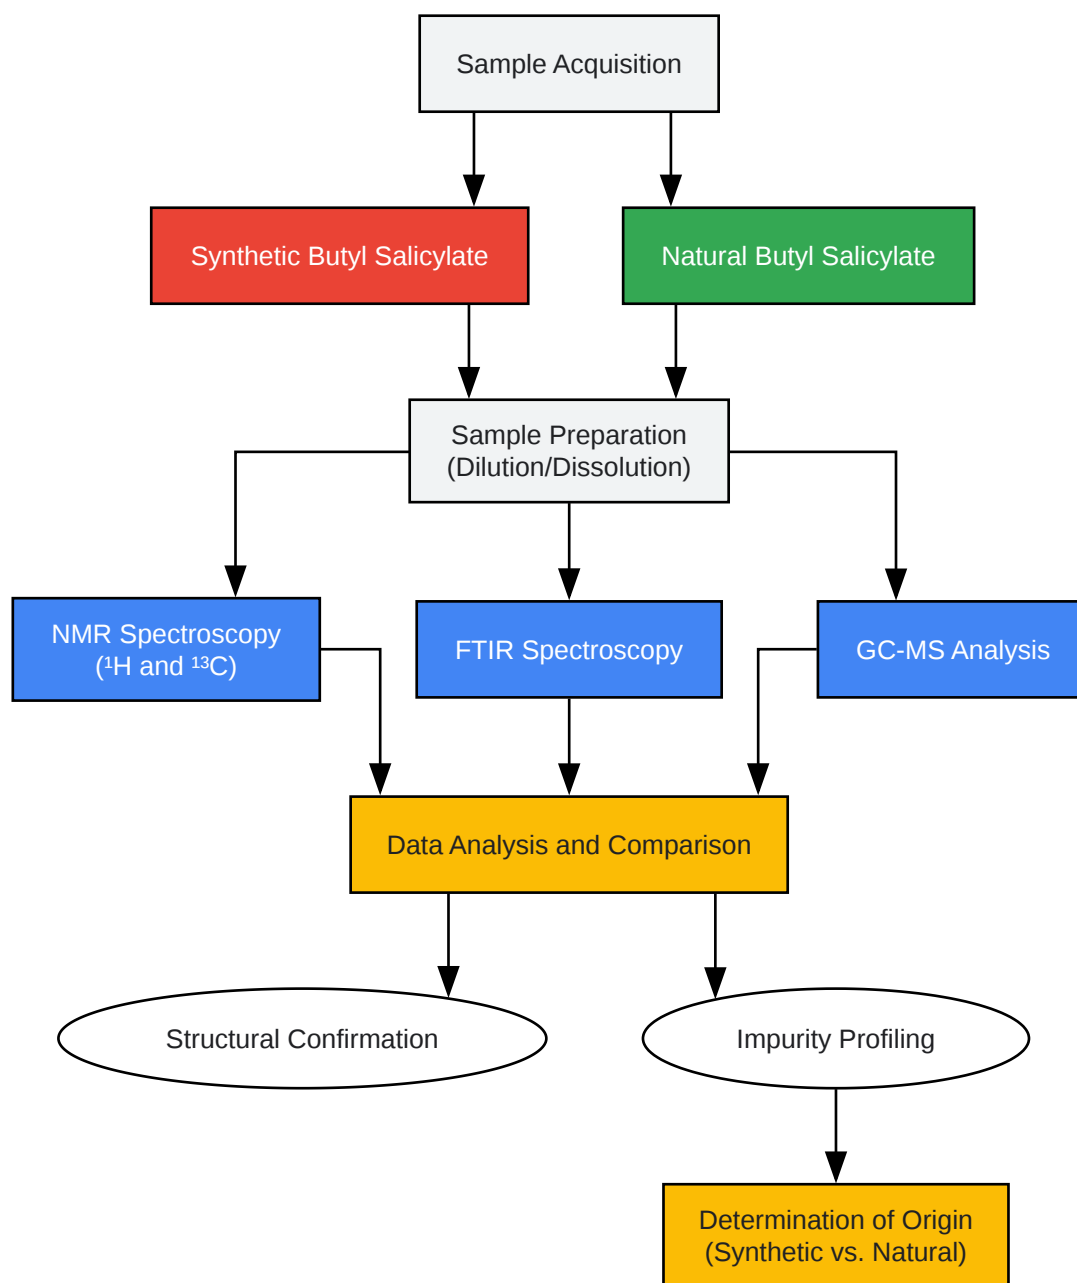 Sample Acquisition
Synthetic Butyl Salicylate
Natural Butyl Salicylate
Sample Preparation
(Dilution/Dissolution)
NMR Spectroscopy
(¹H and ¹³C)
FTIR Spectroscopy
GC-MS Analysis
Data Analysis and Comparison
Structural Confirmation
Impurity Profiling
Determination of Origin
(Synthetic vs. Natural)